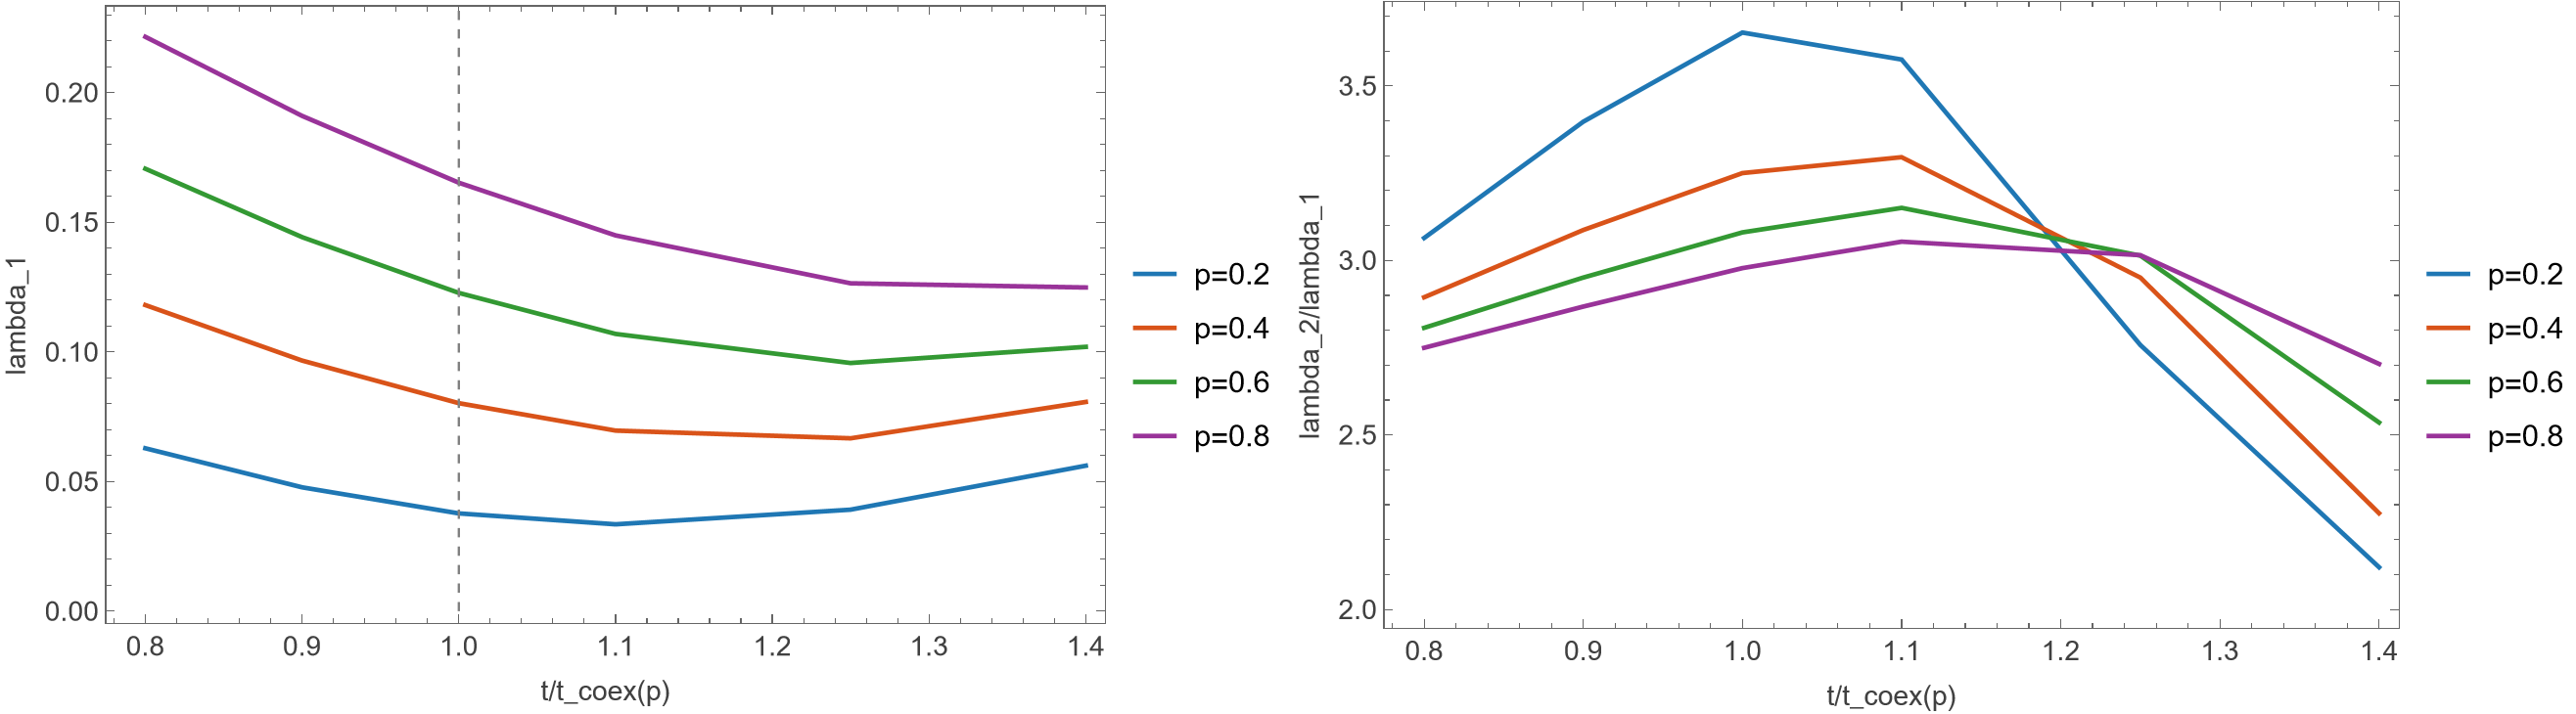 0.20
0.15
0.10
0.05
0.00
lambda_1
0.8 0.9 1.0 1.1 1.2 1.3 1.4
t/t_coex(p)
p=0.2
p=0.4
p=0.6
p=0.8
3.5
3.0
2.5
2.0
lambda_2/lambda_1
0.8 0.9 1.0 1.1 1.2 1.3 1.4
t/t_coex(p)
p=0.2
p=0.4
p=0.6
p=0.8